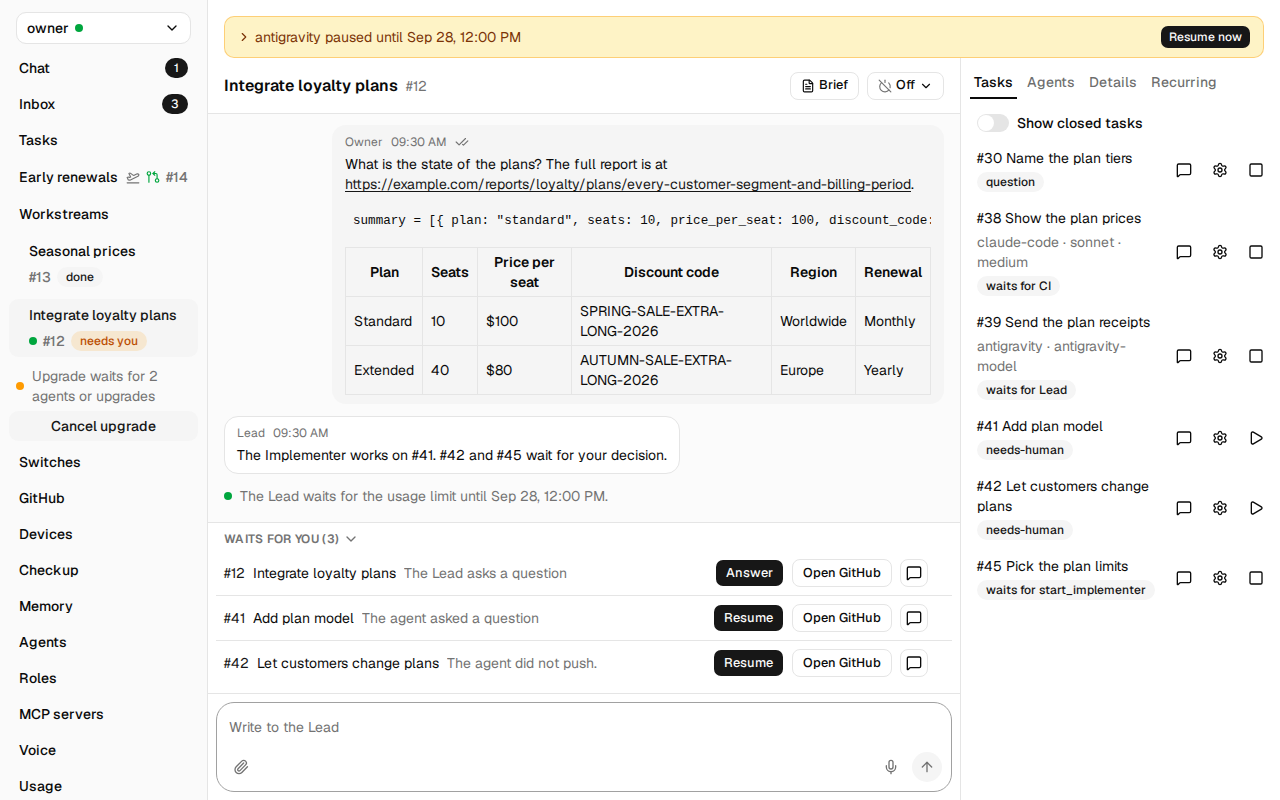 owner
Chat 1
Inbox 3
Tasks
Early renewals #14
Workstreams
Seasonal prices
#13 done
Integrate loyalty plans
#12 needs you
Upgrade waits for 2
agents or upgrades
Cancel upgrade
Switches
GitHub
Devices
Checkup
Memory
Agents
Roles
MCP servers
Voice
Usage
antigravity paused until Sep 28, 12:00 PM
Resume now
Integrate loyalty plans #12
Brief
Off
Owner 09:30 AM
What is the state of the plans? The full report is at
https://example.com/reports/loyalty/plans/every-customer-segment-and-billing-period.
summary = [{ plan: "standard", seats: 10, price_per_seat: 100, discount_code:
Plan Seats Price per seat Discount code Region Renewal
Standard 10 $100 SPRING-SALE-EXTRA-LONG-2026 Worldwide Monthly
Extended 40 $80 AUTUMN-SALE-EXTRA-LONG-2026 Europe Yearly
Lead 09:30 AM
The Implementer works on #41. #42 and #45 wait for your decision.
The Lead waits for the usage limit until Sep 28, 12:00 PM.
WAITS FOR YOU (3)
#12 Integrate loyalty plans The Lead asks a question Answer Open GitHub
#41 Add plan model The agent asked a question Resume Open GitHub
#42 Let customers change plans The agent did not push. Resume Open GitHub
Write to the Lead
Tasks Agents Details Recurring
Show closed tasks
#30 Name the plan tiers
question
#38 Show the plan prices
claude-code · sonnet ·
medium
waits for CI
#39 Send the plan receipts
antigravity · antigravity-
model
waits for Lead
#41 Add plan model
needs-human
#42 Let customers change
plans
needs-human
#45 Pick the plan limits
waits for start_implementer